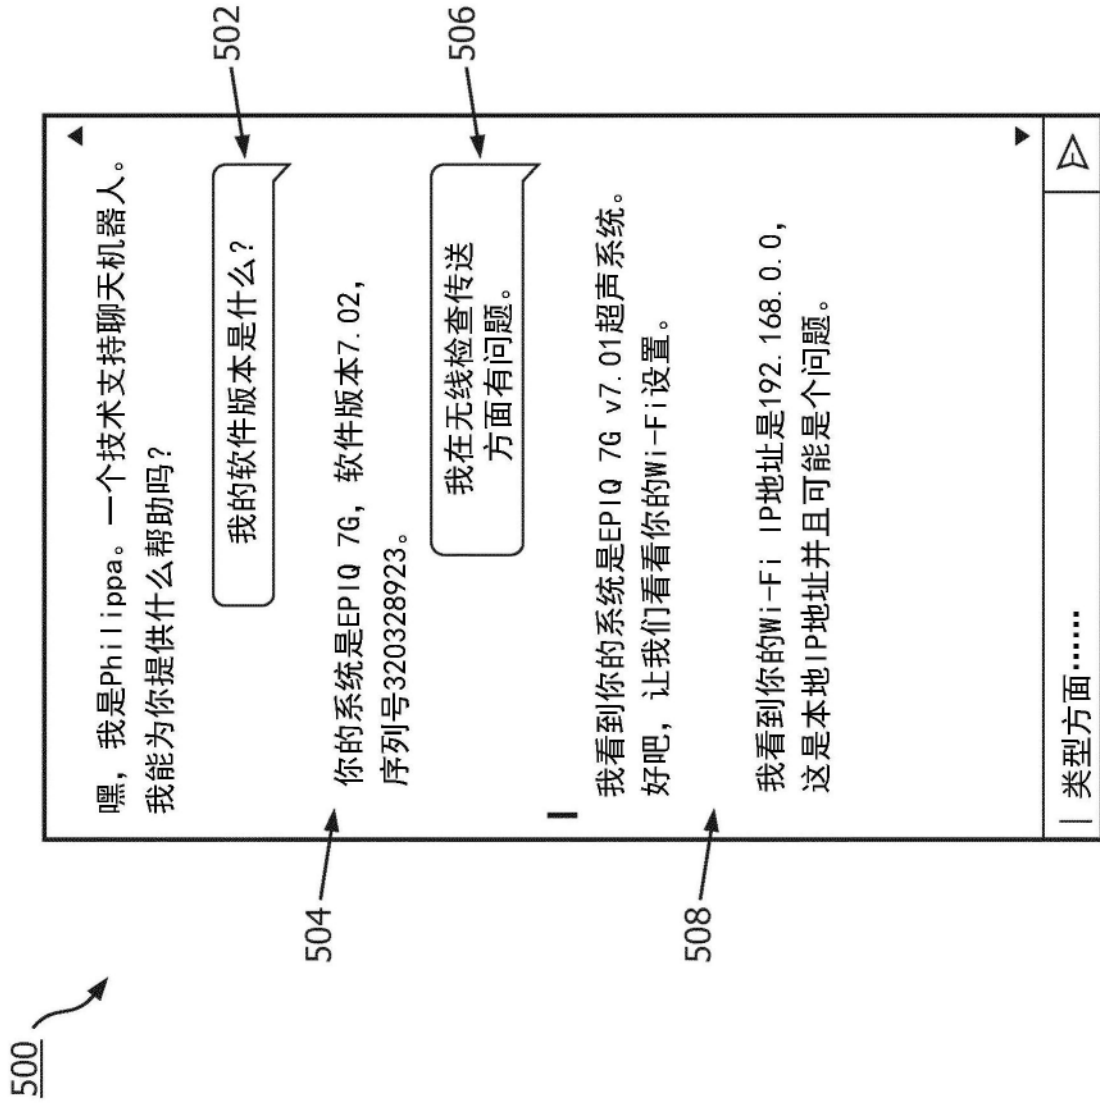 500
嘿，我是Philippa。一个技术支持聊天机器人。
我能为你提供什么帮助吗？
502
我的软件版本是什么？
504
你的系统是EPIQ 7G，软件版本7.02，
序列号320328923。
506
我在无线检查传送
方面有问题。
508
我看到你的系统是EPIQ 7G v7.01超声系统。
好吧，让我们看看你的Wi-Fi设置。
我看到你的Wi-Fi IP地址是192.168.0.0，
这是本地IP地址并且可能是个问题。
类型方面……